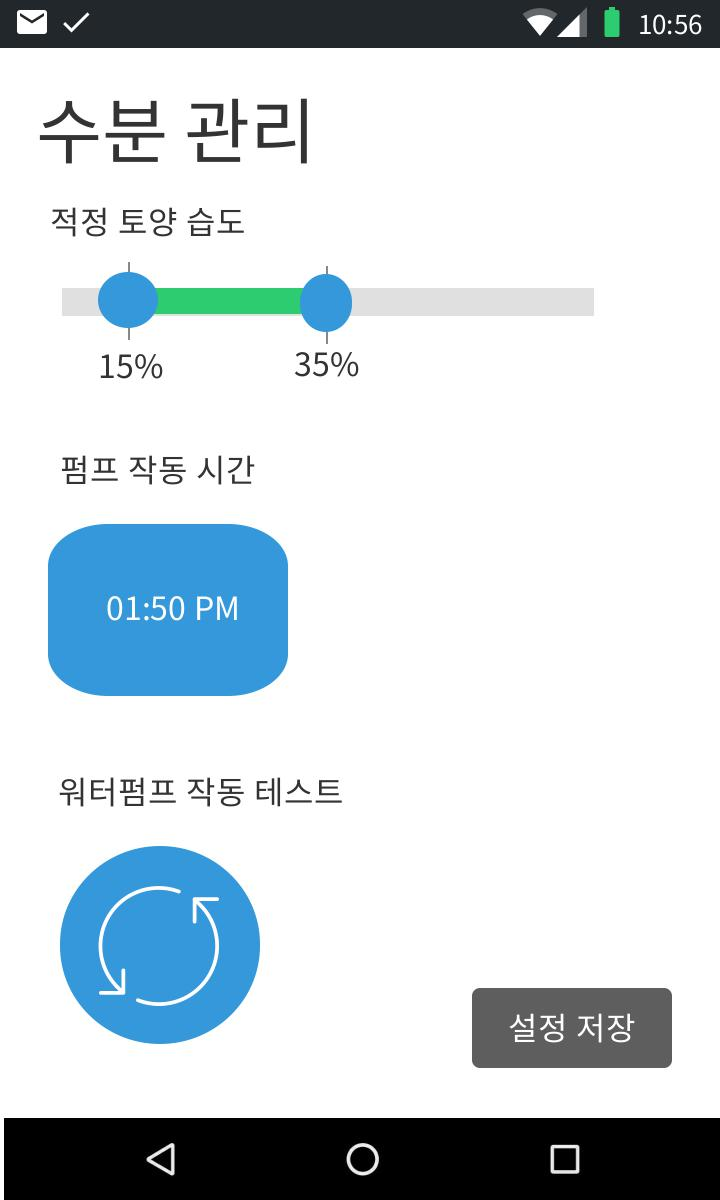 10:56
수분 관리
적정 토양 습도
15% 35%
펌프 작동 시간
01:50 PM
워터펌프 작동 테스트
설정 저장